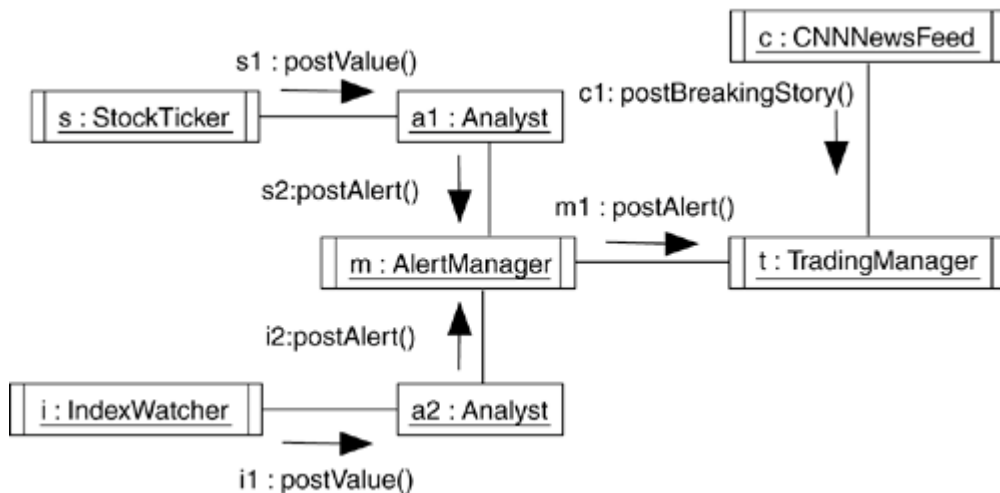 c : CNNNewsFeed
s1 : postValue()
c1: postBreakingStory()
s : StockTicker
a1 : Analyst
s2:postAlert()
m1 : postAlert()
m : AlertManager
t : TradingManager
i2:postAlert()
i : IndexWatcher
a2 : Analyst
i1 : postValue()